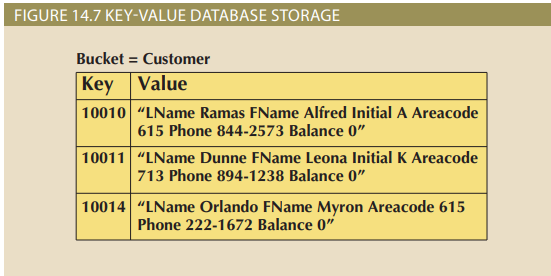 FIGURE 14.7 KEY-VALUE DATABASE STORAGE
Bucket = Customer
Key Value
10010 “LName Ramas FName Alfred Initial A Areacode
615 Phone 844-2573 Balance 0”
10011 “LName Dunne FName Leona Initial K Areacode
713 Phone 894-1238 Balance 0”
10014 “LName Orlando FName Myron Areacode 615
Phone 222-1672 Balance 0”